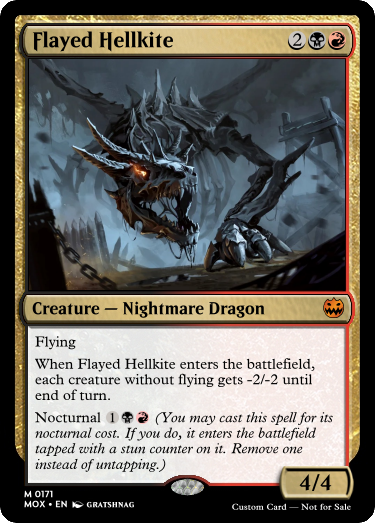 Flayed Hellkite 2
Creature — Nightmare Dragon
Flying
When Flayed Hellkite enters the battlefield,
each creature without flying gets -2/-2 until
end of turn.
Nocturnal 1 (You may cast this spell for its
nocturnal cost. If you do, it enters the battlefield
tapped with a stun counter on it. Remove one
instead of untapping.)
4/4
M 0171
MOX • EN GRATSHNAG
Custom Card — Not for Sale